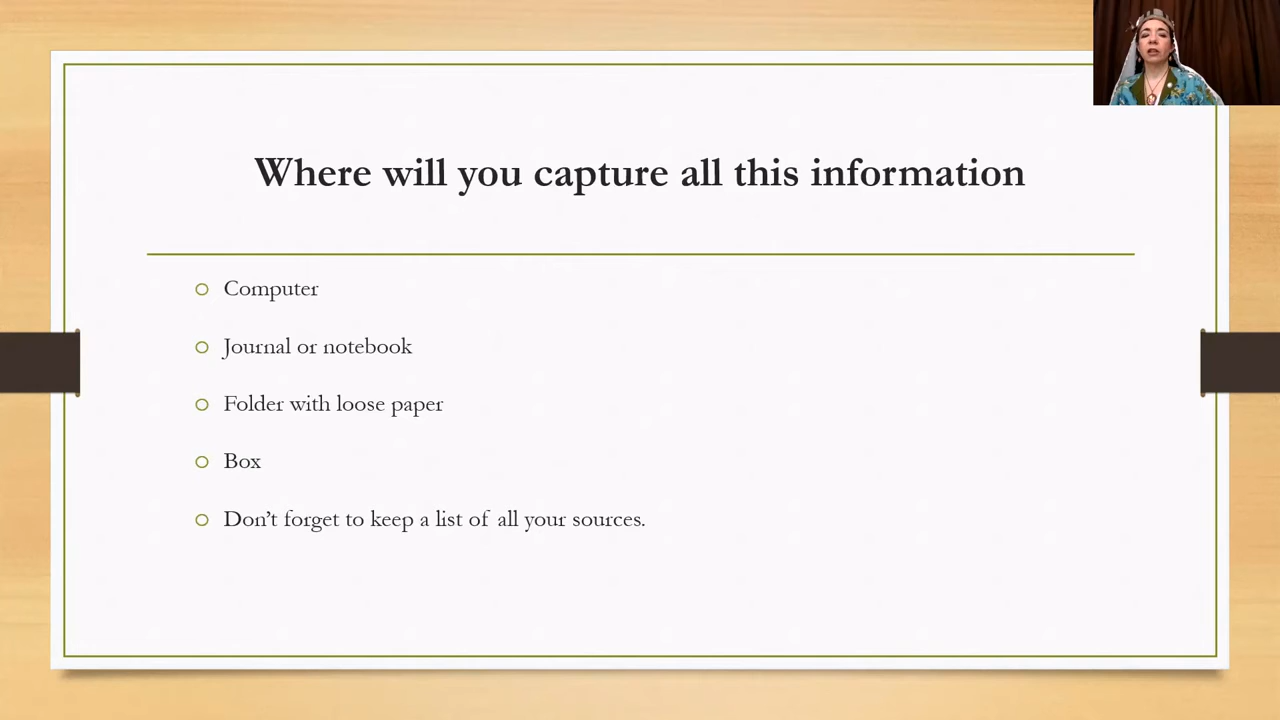 Where will you capture all this information
Computer
Journal or notebook
Folder with loose paper
Box
Don’t forget to keep a list of all your sources.